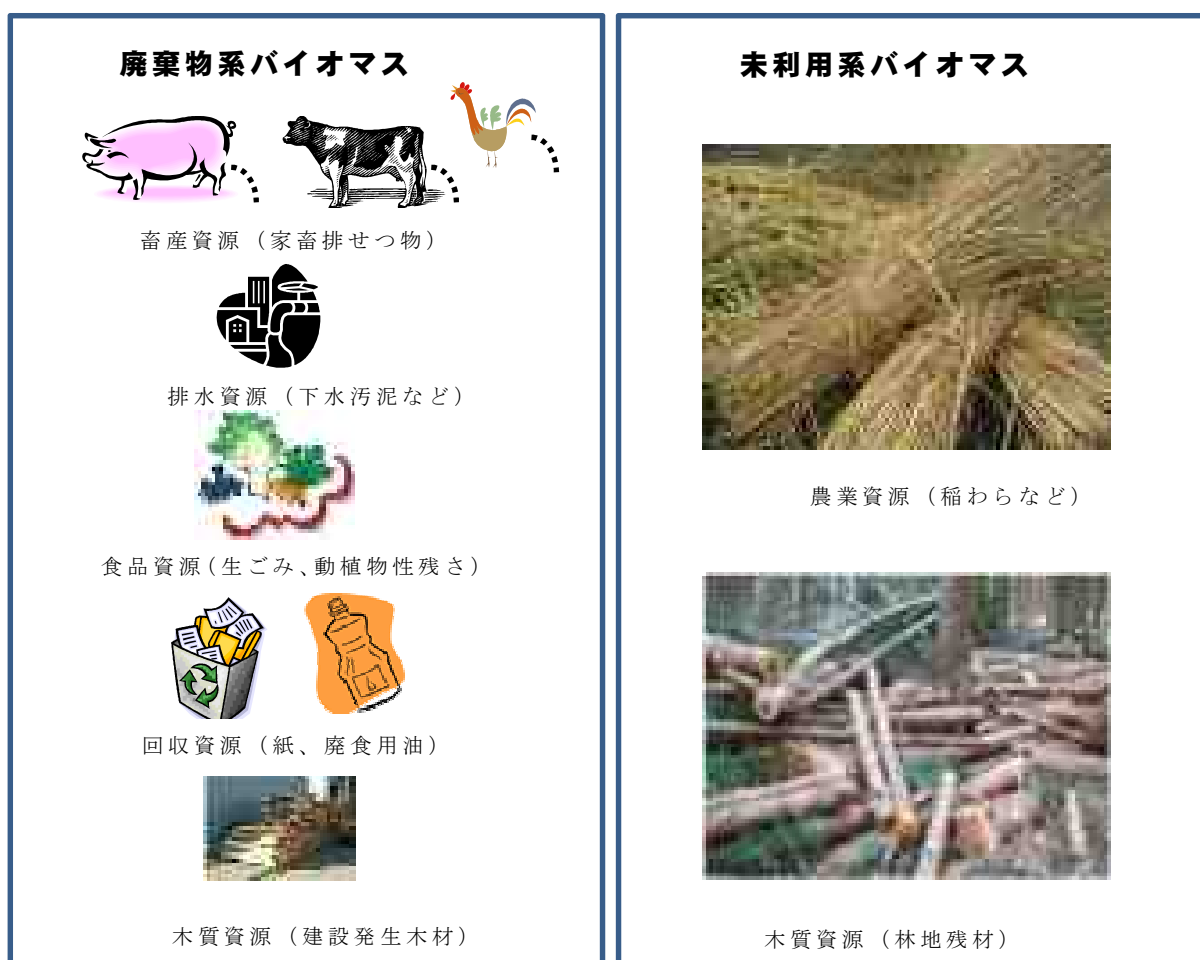 廃棄物系バイオマス
畜産資源（家畜排せつ物）
排水資源（下水汚泥など）
食品資源（生ごみ、動植物性残さ）
回収資源（紙、廃食用油）
木質資源（建設発生木材）
未利用系バイオマス
農業資源（稲わらなど）
木質資源（林地残材）